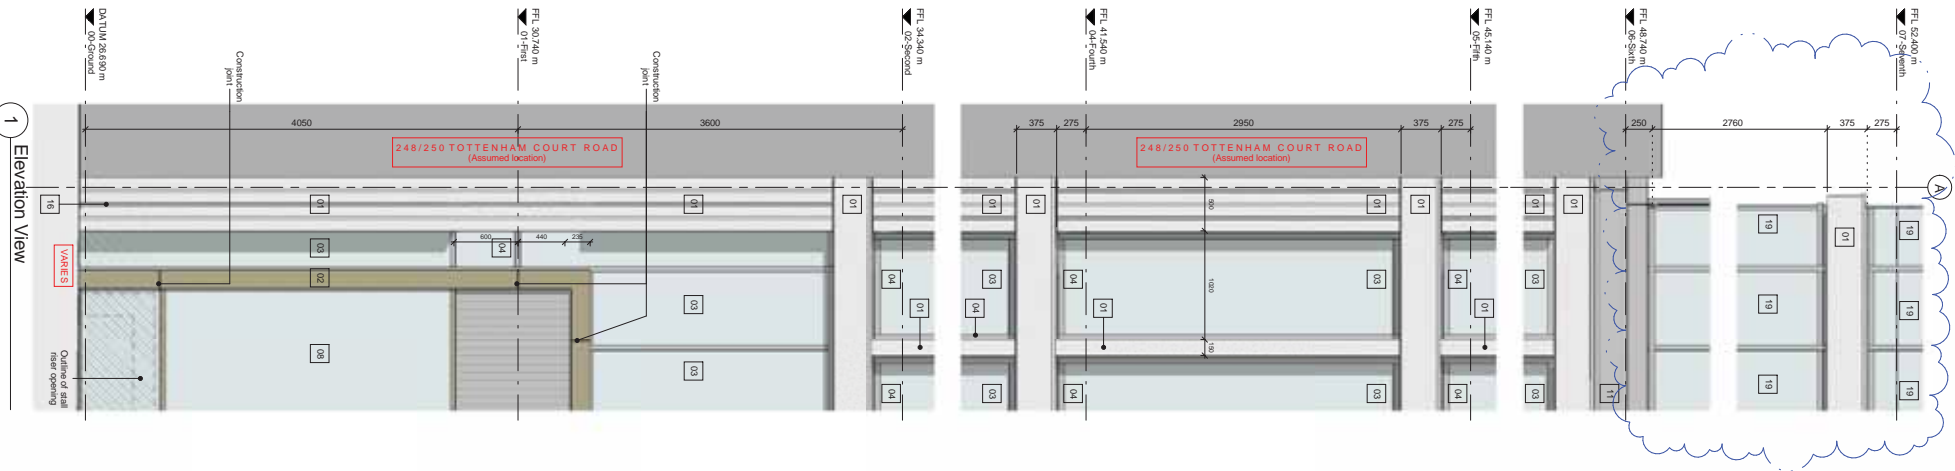 FFL 52.400 m
07-Seventh
FFL 48.740 m
06-Sixth
FFL 45.140 m
05-Fifth
FFL 41.540 m
04-Fourth
FFL 34.340 m
02-Second
FFL 30.740 m
01-First
DATUM 26.690 m
00-Ground
Construction
joint
Construction
joint
A
275
375
2760
250
275
375
2950
275
375
3600
4050
248/250 TOTTENHAM COURT ROAD
(Assumed location)
248/250 TOTTENHAM COURT ROAD
(Assumed location)
500
1020
150
600
440
235
19
19
19
01
19
19
19
11
01
01
03
03
01
04
04
01
03
03
01
04
04
01
01
03
03
04
01
04
04
01
03
03
01
04
03
02
08
16
VARIES
Outline of stall
riser opening
1
Elevation View